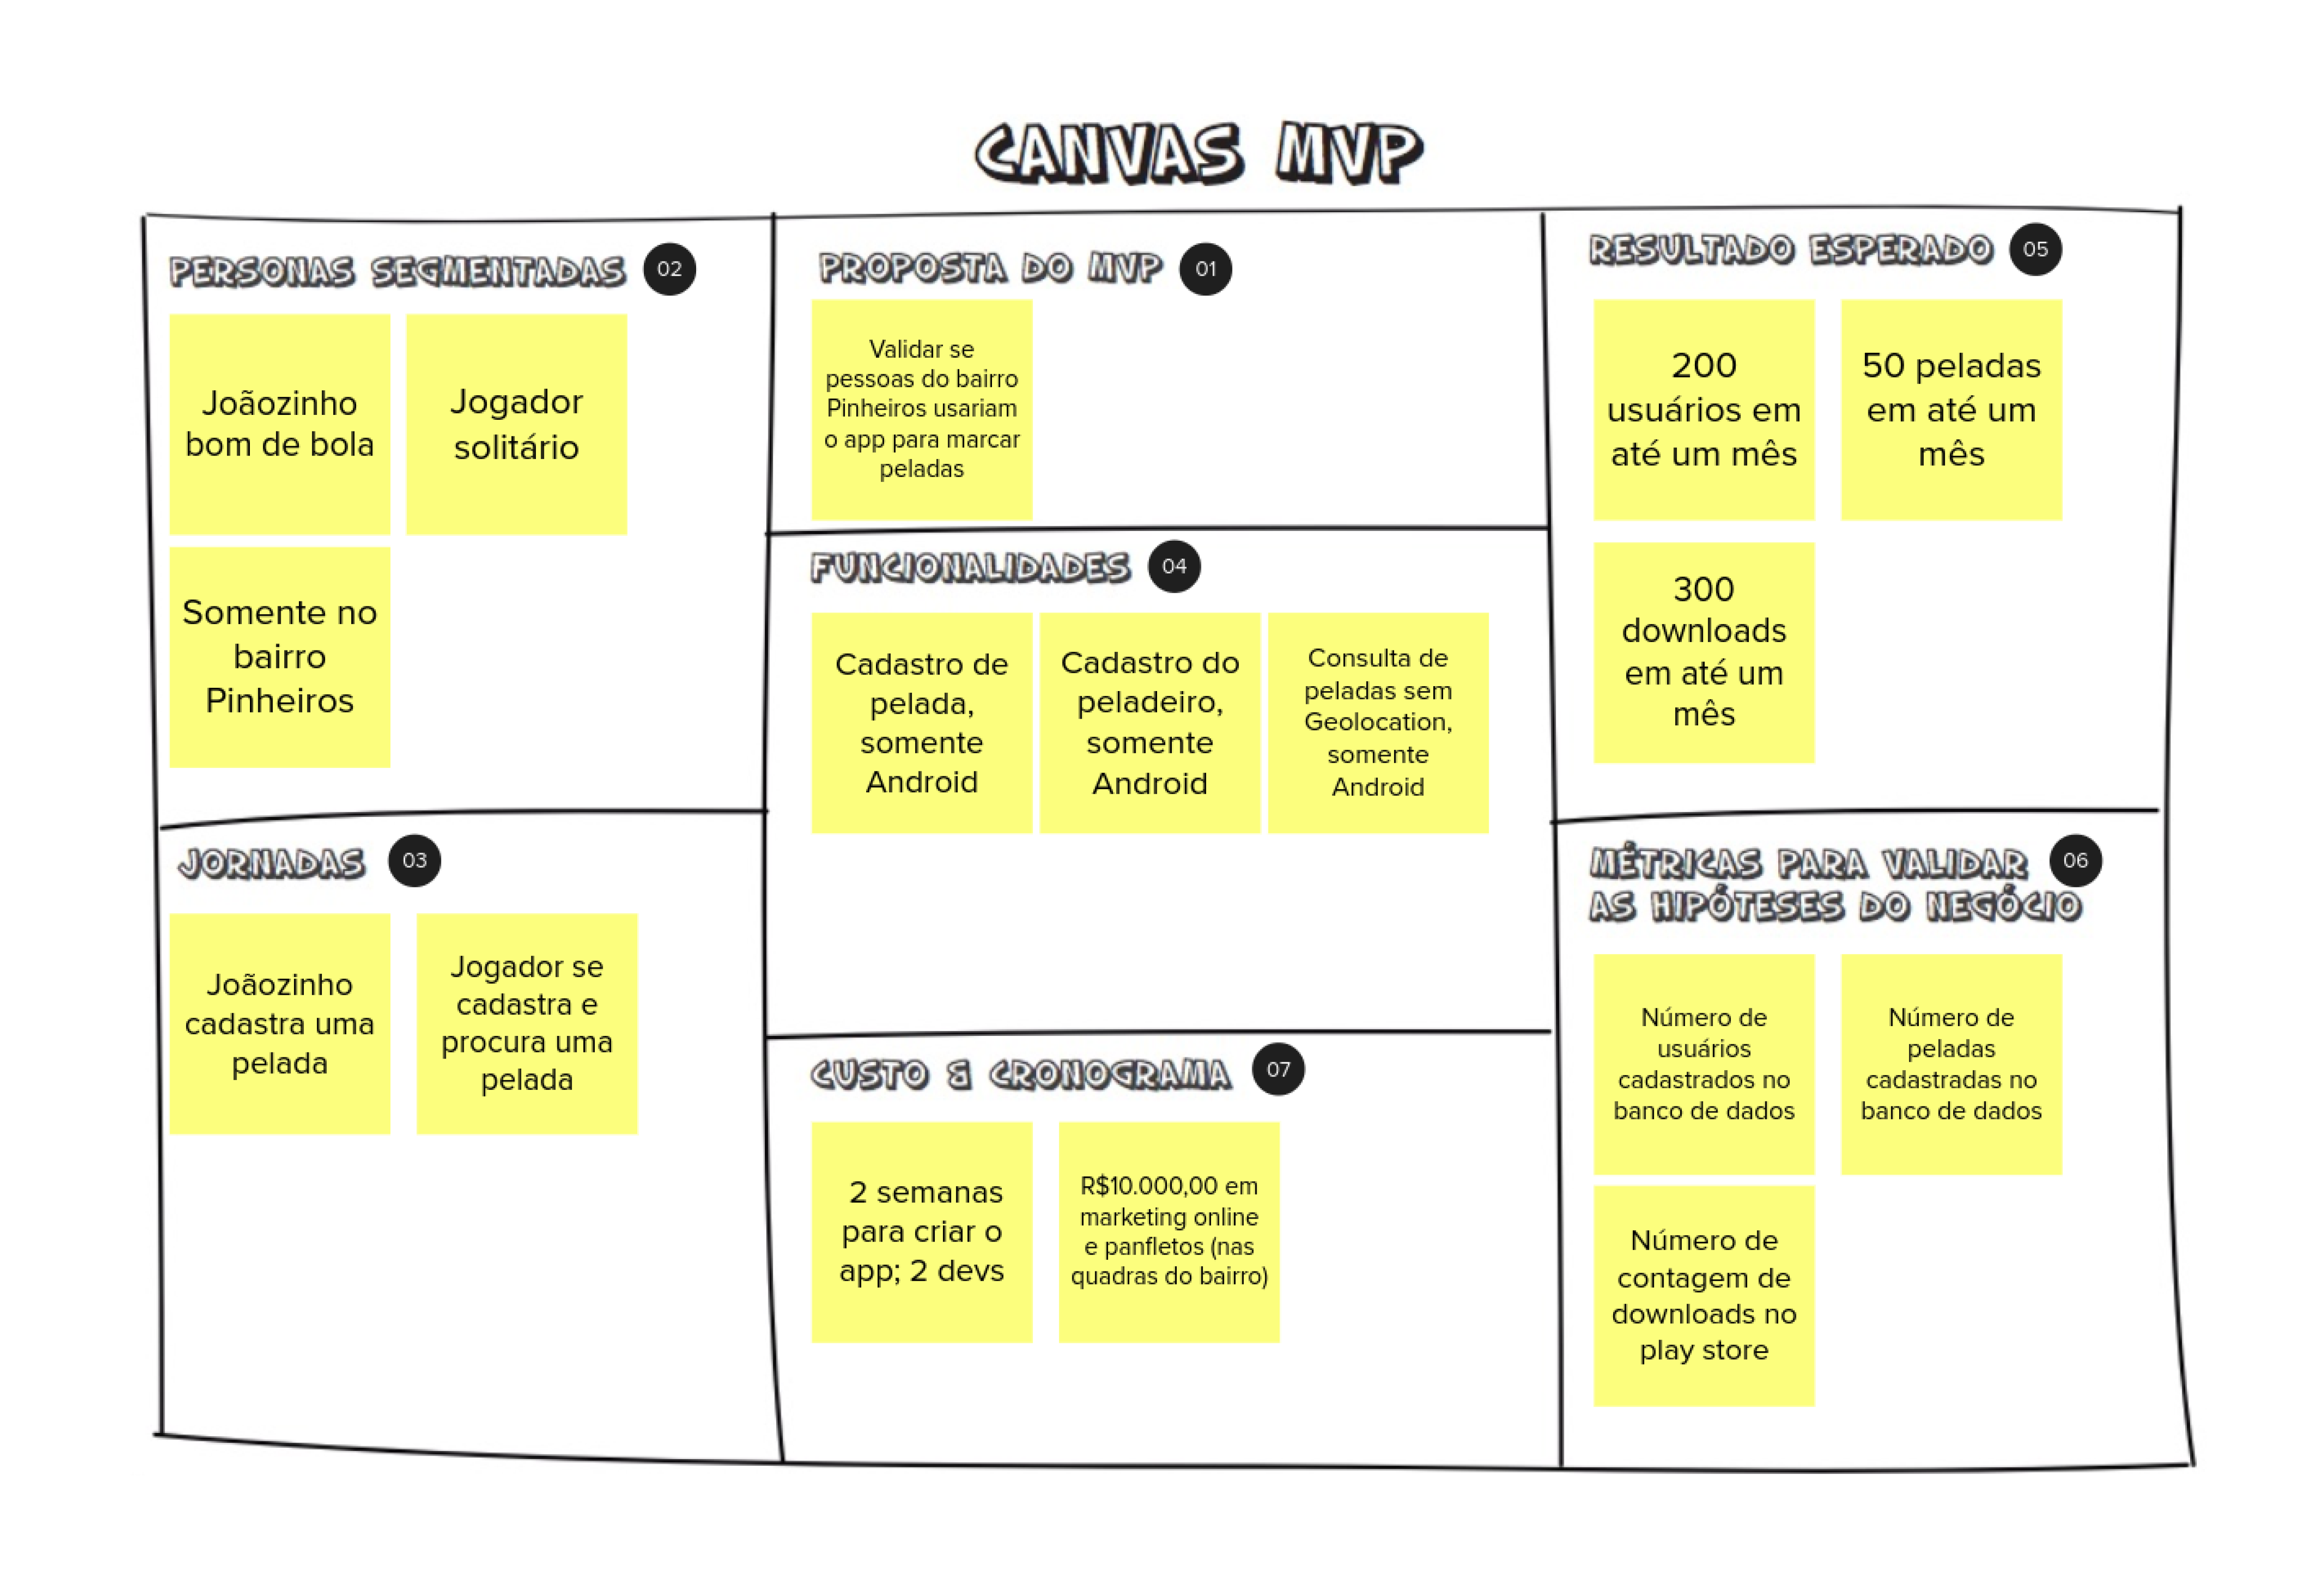 CANVAS MVP
PERSONAS SEGMENTADAS 02
Joãozinho
bom de bola
Jogador
solitário
Somente no
bairro
Pinheiros
PROPOSTA DO MVP 01
Validar se
pessoas do bairro
Pinheiros usariam
o app para marcar
peladas
RESULTADO ESPERADO 05
200
usuários em
até um mês
50 peladas
em até um
mês
300
downloads
em até um
mês
FUNCIONALIDADES 04
Cadastro de
pelada,
somente
Android
Cadastro do
peladeiro,
somente
Android
Consulta de
peladas sem
Geolocation,
somente
Android
JORNADAS 03
Joãozinho
cadastra uma
pelada
Jogador se
cadastra e
procura uma
pelada
CUSTO & CRONOGRAMA 07
2 semanas
para criar o
app; 2 devs
R$10.000,00 em
marketing online
e panfletos (nas
quadras do bairro)
MÉTRICAS PARA VALIDAR 06
AS HIPÓTESES DO NEGÓCIO
Número de
usuários
cadastrados no
banco de dados
Número de
peladas
cadastradas no
banco de dados
Número de
contagem de
downloads no
play store